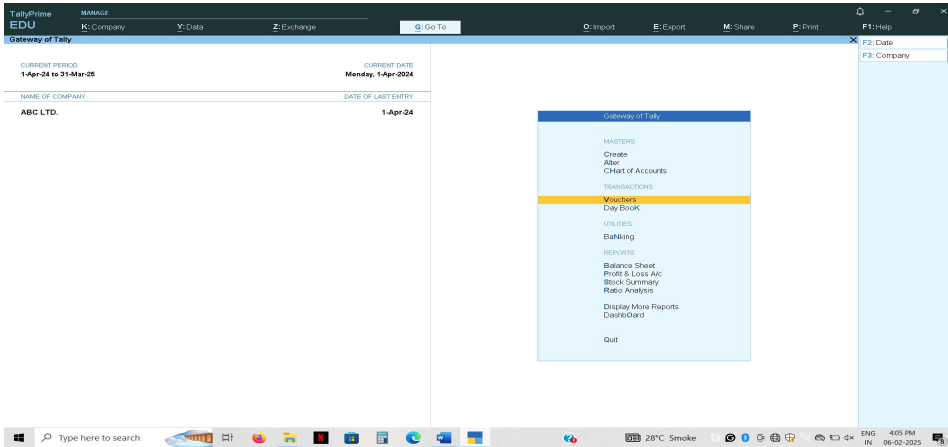 TallyPrime
EDU
MANAGE
K: Company
Y: Data
Z: Exchange
G: Go To
O: Import
E: Export
M: Share
P: Print
F1: Help
Gateway of Tally
F2: Date
F3: Company
CURRENT PERIOD
1-Apr-24 to 31-Mar-25
CURRENT DATE
Monday, 1-Apr-2024
NAME OF COMPANY
DATE OF LAST ENTRY
ABC LTD.
1-Apr-24
Gateway of Tally
MASTERS
Create
Alter
CHart of Accounts
TRANSACTIONS
Vouchers
Day BooK
UTILITIES
BaNking
REPORTS
Balance Sheet
Profit & Loss A/c
Stock Summary
Ratio Analysis
Display More Reports
DashbOard
Quit
Type here to search
28°C Smoke
ENG
IN
4:05 PM
06-02-2025